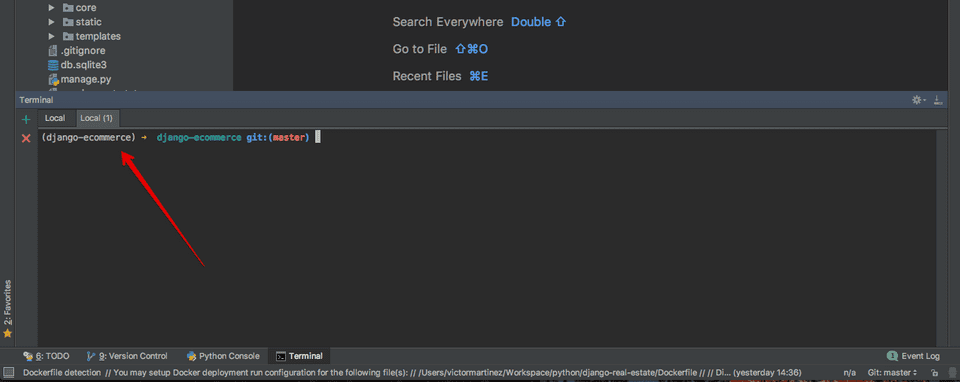 core
static
templates
.gitignore
db.sqlite3
manage.py
Search Everywhere Double ⇧
Go to File ⇧⌘O
Recent Files ⌘E
Terminal
Local Local (1)
(django-ecommerce) ➜ django-ecommerce git:(master)
2: Favorites
6: TODO 9: Version Control Python Console Terminal 1 Event Log
Dockerfile detection // You may setup Docker deployment run configuration for the following file(s): // /Users/victormartinez/Workspace/python/django-real-estate/Dockerfile // // Di... (yesterday 14:36) n/a Git: master